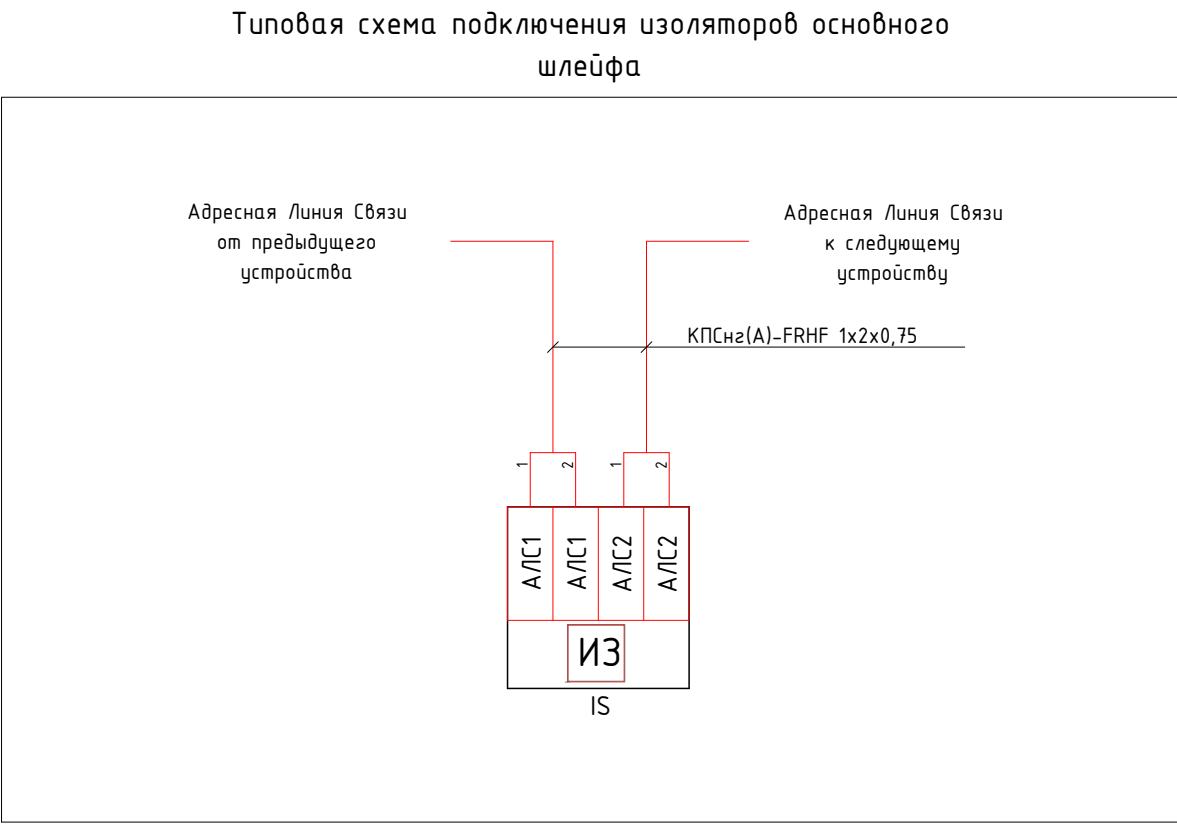 Типовая схема подключения изоляторов основного
шлейфа
Адресная Линия Связи
от предыдущего
устройства
Адресная Линия Связи
к следующему
устройству
КПСнг(А)-FRHF 1х2х0,75
1
2
1
2
АЛС1
АЛС1
АЛС2
АЛС2
ИЗ
IS